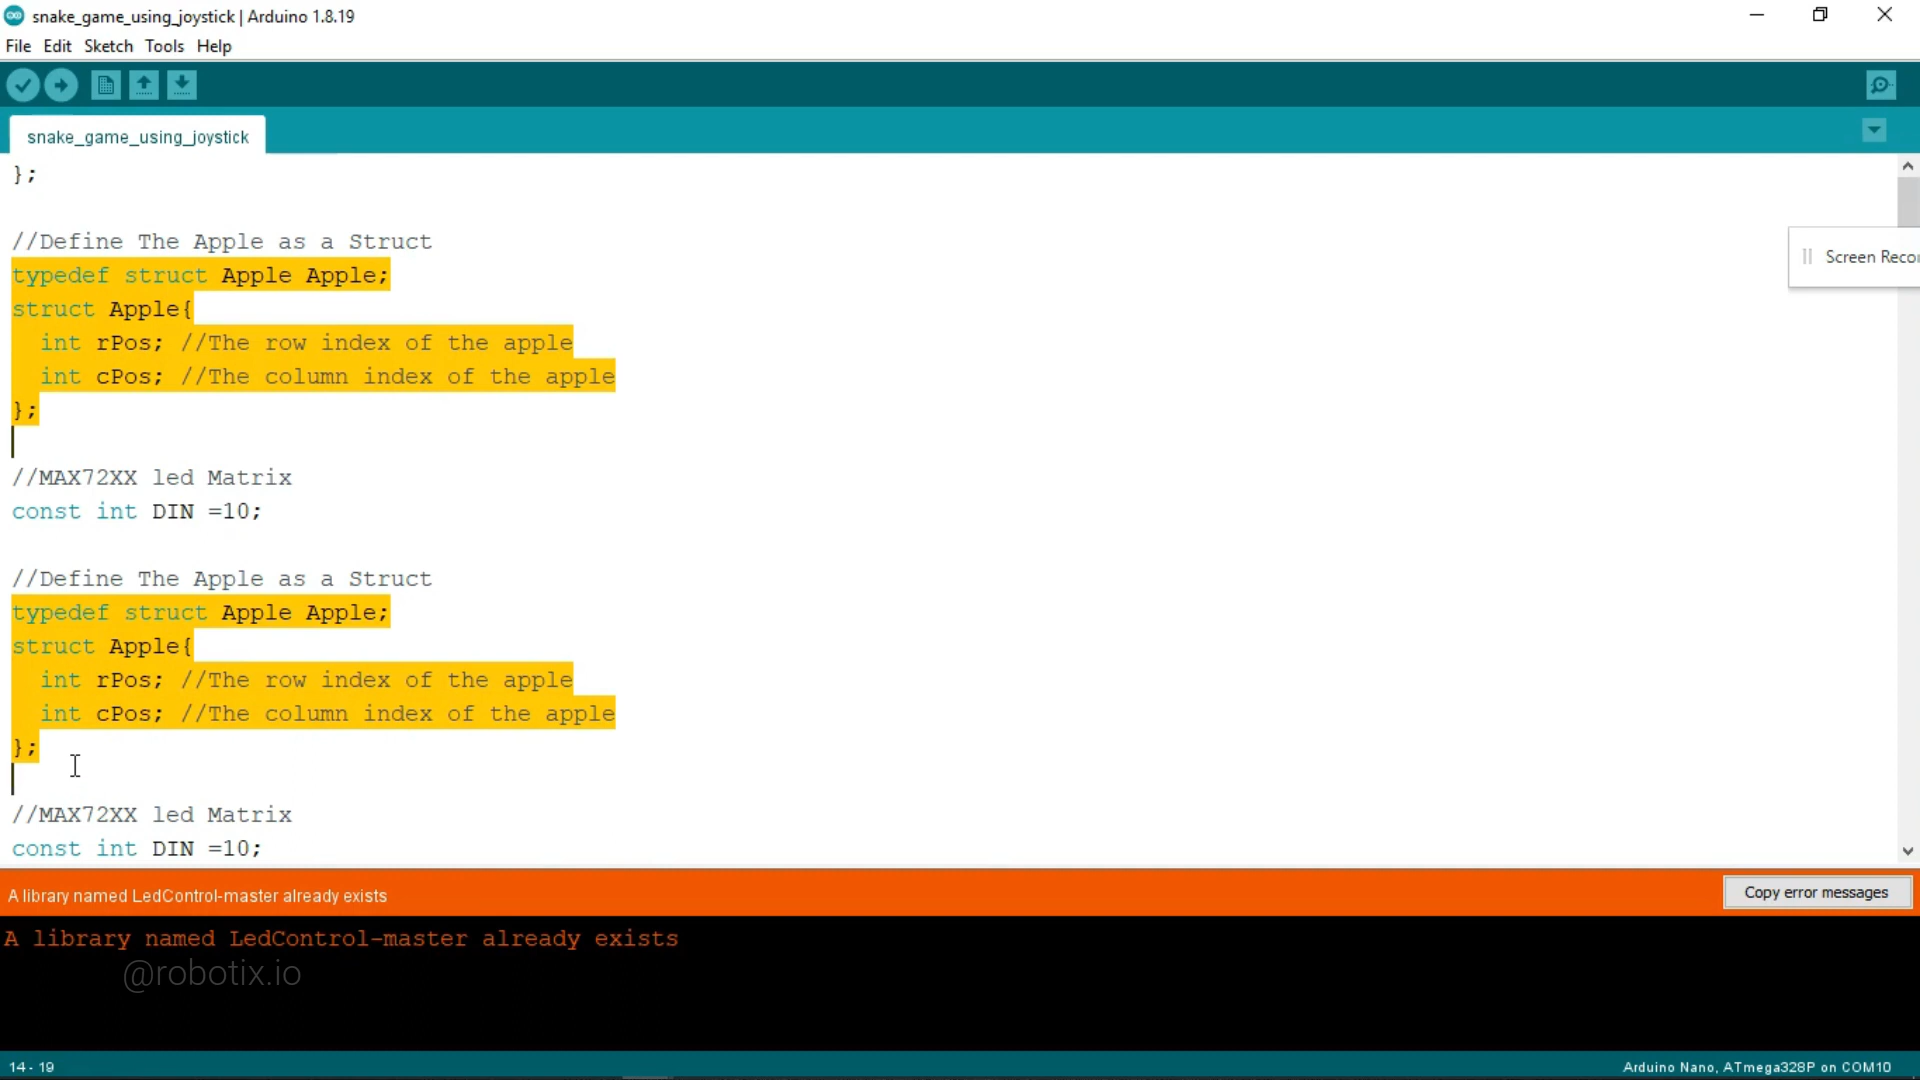 snake_game_using_joystick | Arduino 1.8.19
File Edit Sketch Tools Help
snake_game_using_joystick
};
//Define The Apple as a Struct
typedef struct Apple Apple;
struct Apple{
int rPos; //The row index of the apple
int cPos; //The column index of the apple
};
Screen Recor
//MAX72XX led Matrix
const int DIN =10;
//Define The Apple as a Struct
typedef struct Apple Apple;
struct Apple{
int rPos; //The row index of the apple
int cPos; //The column index of the apple
};
//MAX72XX led Matrix
const int DIN =10;
A library named LedControl-master already exists
Copy error messages
A library named LedControl-master already exists
@robotix.io
14 - 19
Arduino Nano, ATmega328P on COM10